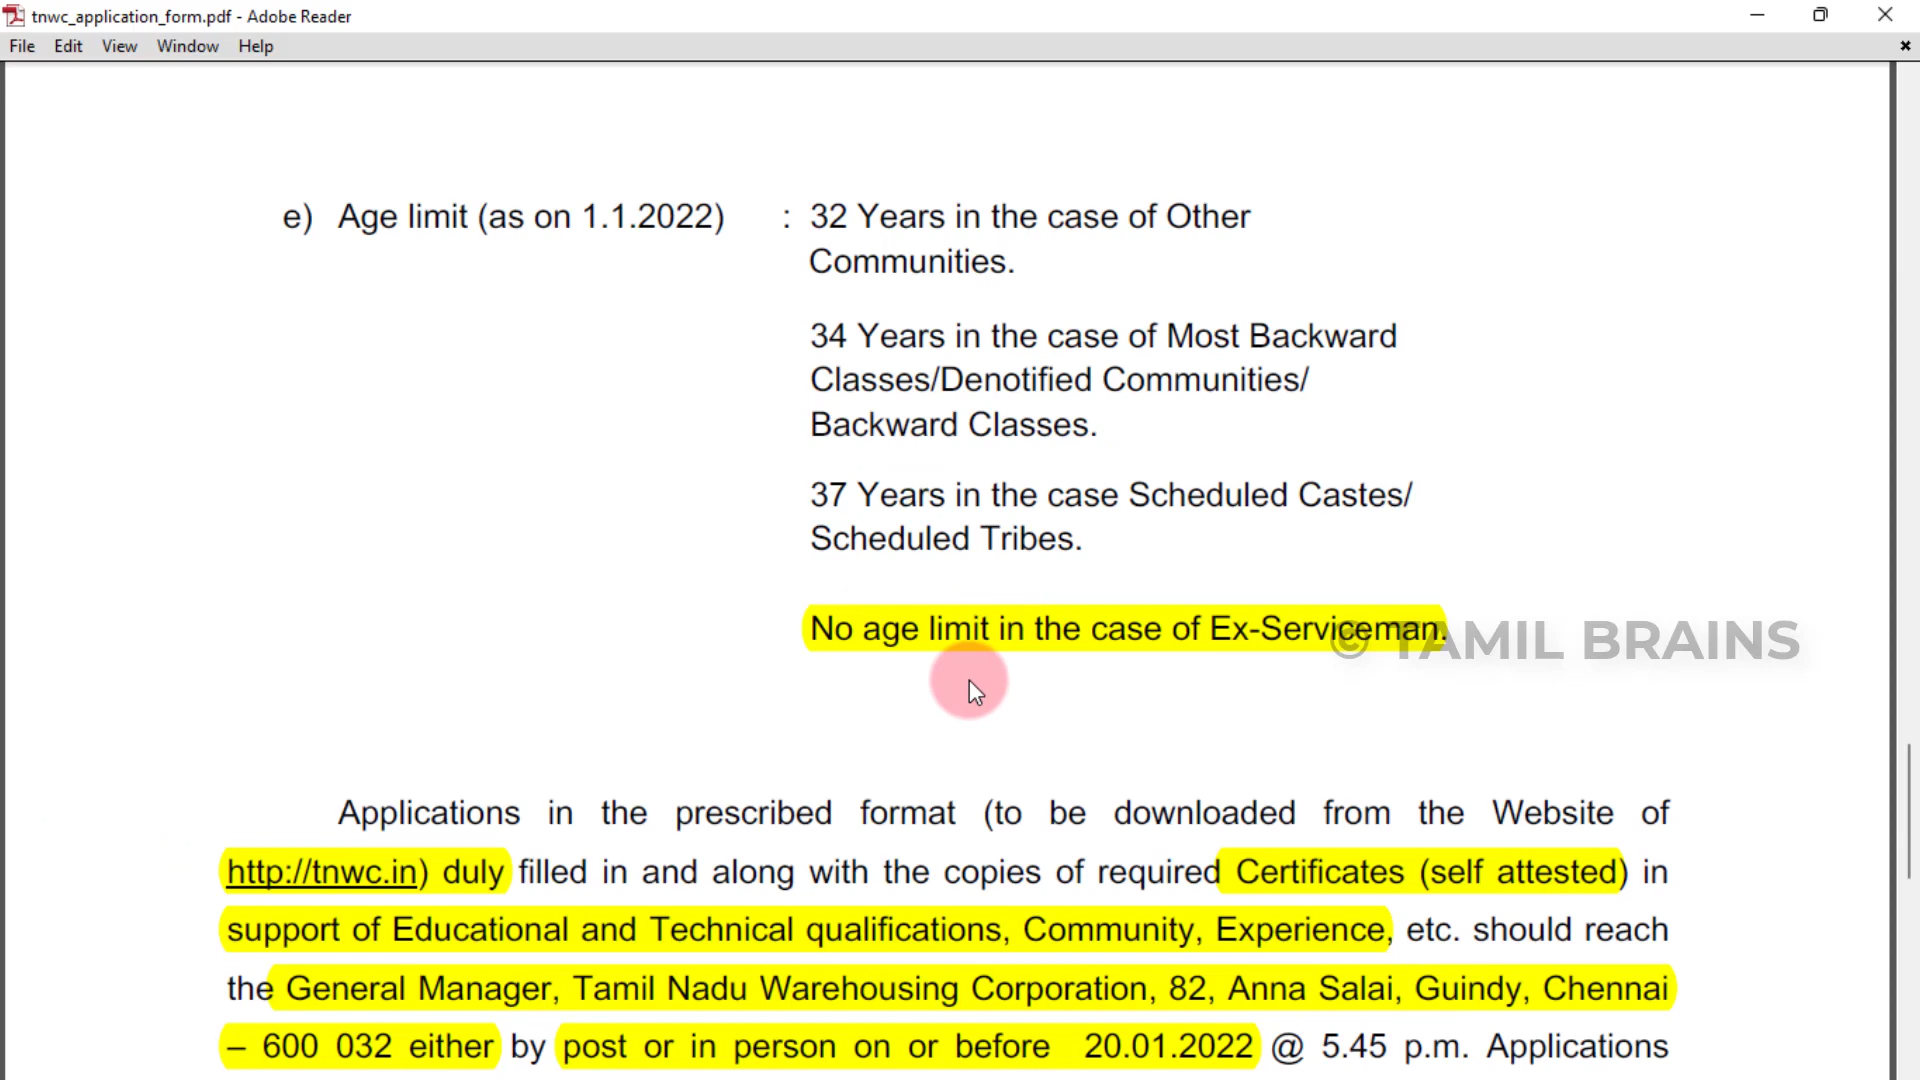 tnwc_application_form.pdf - Adobe Reader
File Edit View Window Help
e) Age limit (as on 1.1.2022) : 32 Years in the case of Other
Communities.
34 Years in the case of Most Backward
Classes/Denotified Communities/
Backward Classes.
37 Years in the case Scheduled Castes/
Scheduled Tribes.
No age limit in the case of Ex-Serviceman.
© TAMIL BRAINS
Applications in the prescribed format (to be downloaded from the Website of
http://tnwc.in) duly filled in and along with the copies of required Certificates (self attested) in
support of Educational and Technical qualifications, Community, Experience, etc. should reach
the General Manager, Tamil Nadu Warehousing Corporation, 82, Anna Salai, Guindy, Chennai
– 600 032 either by post or in person on or before 20.01.2022 @ 5.45 p.m. Applications